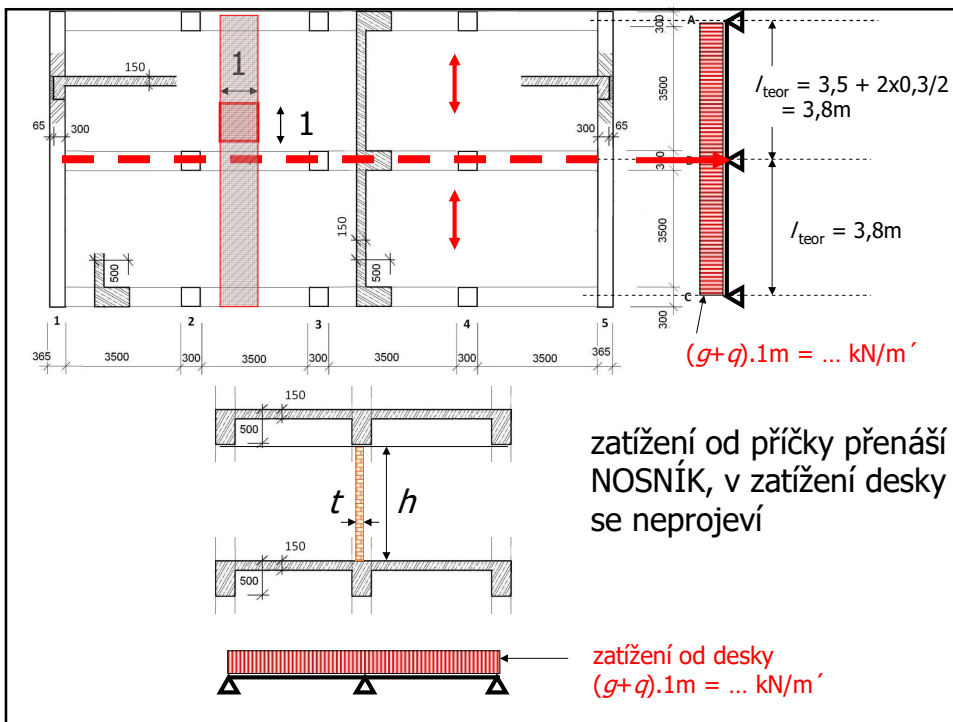 300
A
150
1
3500
l teor = 3,5 + 2x0,3/2
= 3,8m
1
65
300
300
65
300
B
150
3500
l teor = 3,8m
500
500
C
300
1
2
3
4
5
365
3500
300
3500
300
3500
300
3500
365
(g+q).1m = … kN/m´
150
500
zatížení od příčky přenáší
NOSNÍK, v zatížení desky
se neprojeví
t
h
150
500
zatížení od desky
(g+q).1m = … kN/m´